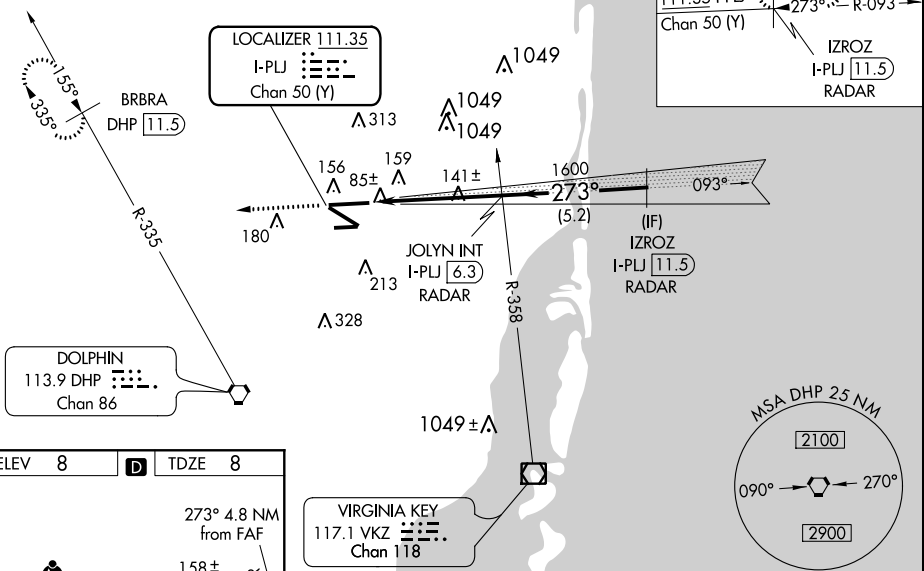 Chan 50 (Y)
273°
R-093
IZROZ
I-PLJ 11.5
RADAR
LOCALIZER 111.35
I-PLJ
Chan 50 (Y)
155°
335°
BRBRA
DHP 11.5
R-335
313
1049
1049
1049
156
85±
159
141±
1600
273°
(5.2)
093°
180
(IF)
IZROZ
I-PLJ 11.5
RADAR
JOLYN INT
I-PLJ 6.3
RADAR
R-358
213
328
DOLPHIN
113.9 DHP
Chan 86
1049±
MSA DHP 25 NM
2100
090°
270°
2900
ELEV 8
D
TDZE 8
273° 4.8 NM
from FAF
158±
VIRGINIA KEY
117.1 VKZ
Chan 118